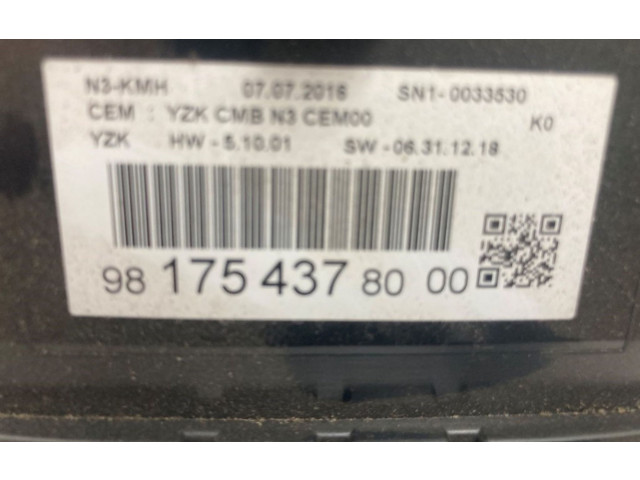 N3-KMH 07.07.2016 SN1-0033530
CEM : YZK CMB N3 CEM00 K0
YZK HW - 5.10.01 SW - 06.31.12.18
98 175 437 80 00